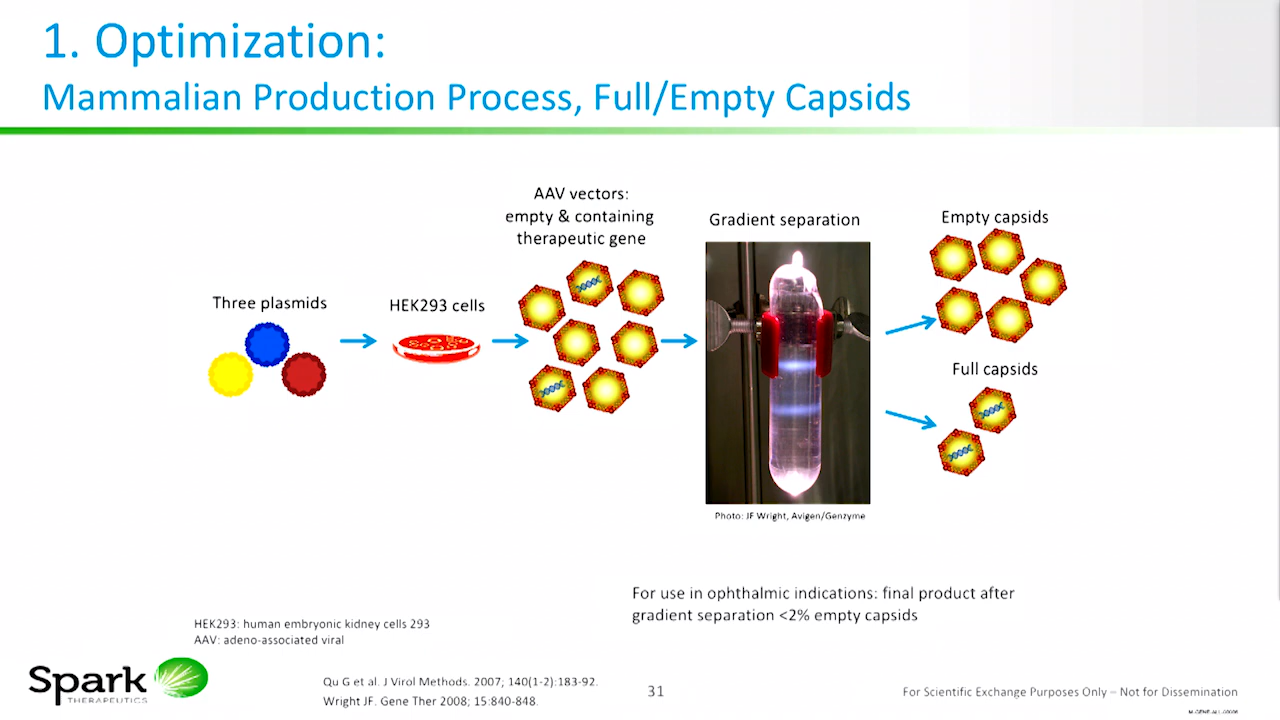 1. Optimization:
Mammalian Production Process, Full/Empty Capsids
AAV vectors:
empty & containing
therapeutic gene
Gradient separation
Empty capsids
Three plasmids
HEK293 cells
Full capsids
Photo: JF Wright, Avigen/Genzyme
For use in ophthalmic indications: final product after
gradient separation <2% empty capsids
HEK293: human embryonic kidney cells 293
AAV: adeno-associated viral
Spark
THERAPEUTICS
Qu G et al. J Virol Methods. 2007; 140(1-2):183-92.
Wright JF. Gene Ther 2008; 15:840-848.
31
For Scientific Exchange Purposes Only – Not for Dissemination